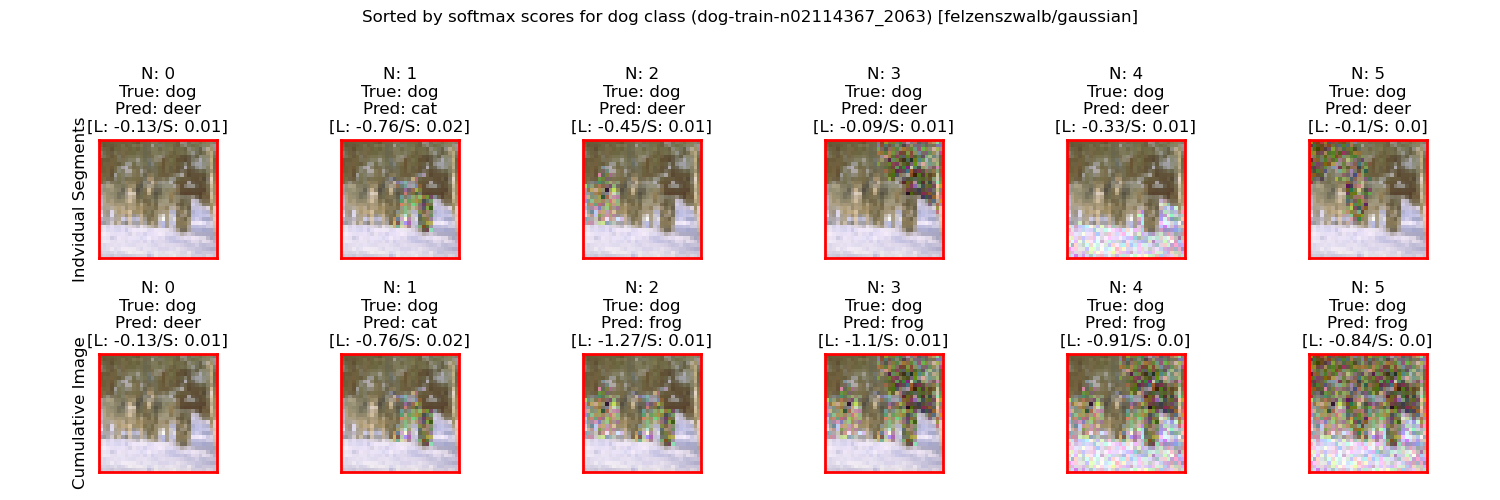 Sorted by softmax scores for dog class (dog-train-n02114367_2063) [felzenszwalb/gaussian]
Indvidual Segments
N: 0
True: dog
Pred: deer
[L: -0.13/S: 0.01]
N: 1
True: dog
Pred: cat
[L: -0.76/S: 0.02]
N: 2
True: dog
Pred: deer
[L: -0.45/S: 0.01]
N: 3
True: dog
Pred: deer
[L: -0.09/S: 0.01]
N: 4
True: dog
Pred: deer
[L: -0.33/S: 0.01]
N: 5
True: dog
Pred: deer
[L: -0.1/S: 0.0]
Cumulative Image
N: 0
True: dog
Pred: deer
[L: -0.13/S: 0.01]
N: 1
True: dog
Pred: cat
[L: -0.76/S: 0.02]
N: 2
True: dog
Pred: frog
[L: -1.27/S: 0.01]
N: 3
True: dog
Pred: frog
[L: -1.1/S: 0.01]
N: 4
True: dog
Pred: frog
[L: -0.91/S: 0.0]
N: 5
True: dog
Pred: frog
[L: -0.84/S: 0.0]